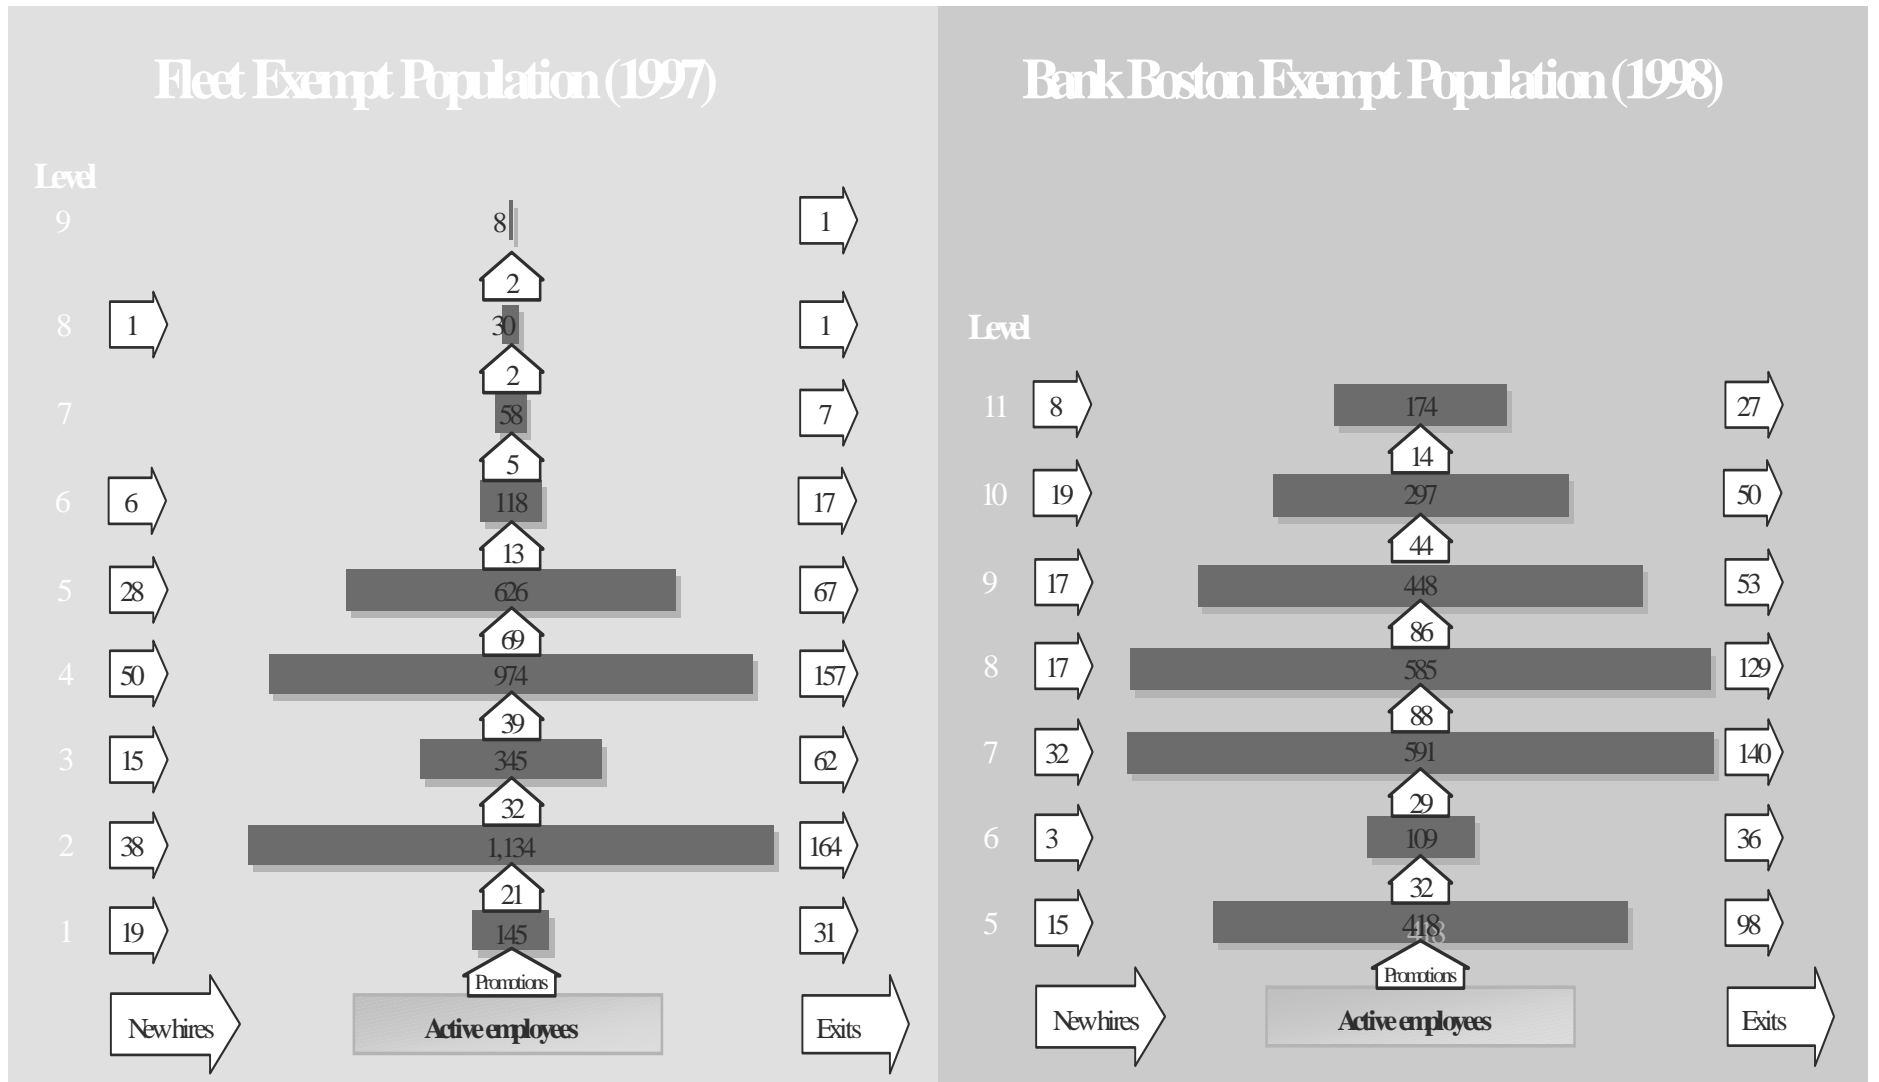 Fleet Exempt Population (1997)
Level
9 8 1
2
8 1 30 1
2
7 58 7
5
6 6 118 17
13
5 28 626 67
69
4 50 974 157
39
3 15 345 62
32
2 38 1,134 164
21
1 19 145 31
Promotions
New hires Active employees Exits
Bank Boston Exempt Population (1998)
Level
11 8 174 27
14
10 19 297 50
44
9 17 448 53
86
8 17 585 129
88
7 32 591 140
29
6 3 109 36
32
5 15 418 98
Promotions
New hires Active employees Exits